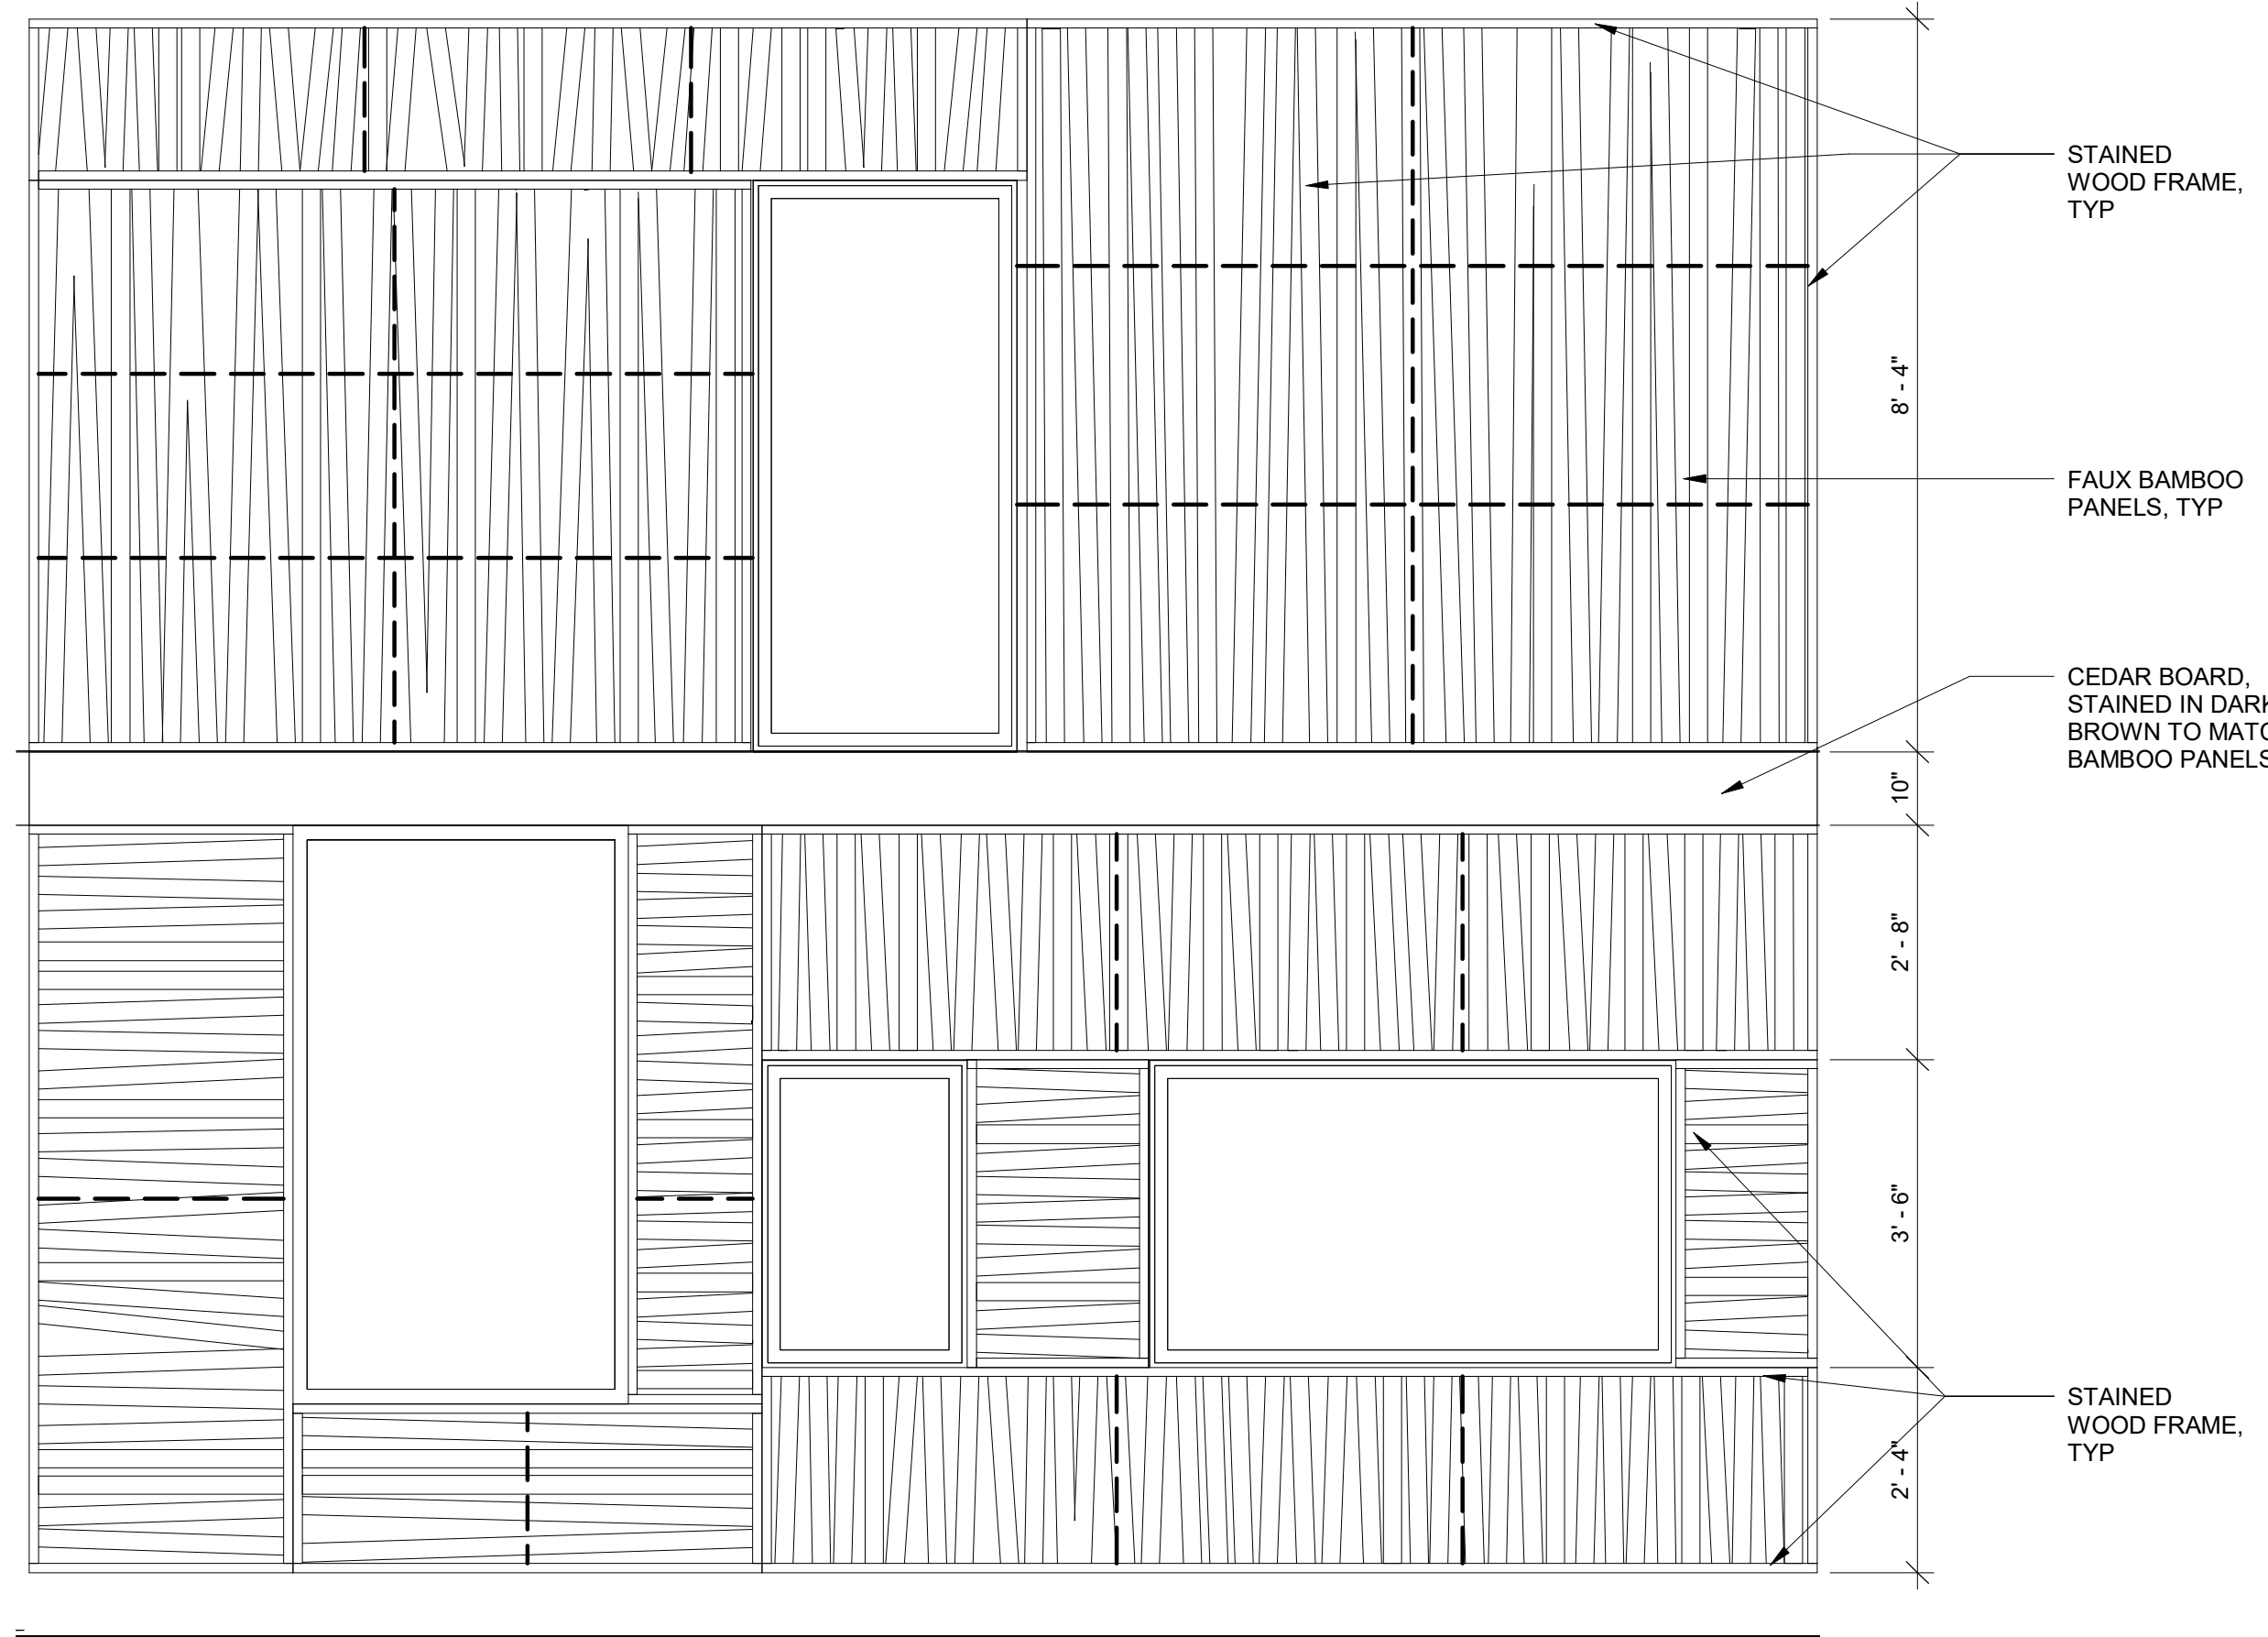 STAINED
WOOD FRAME,
TYP
8' - 4"
FAUX BAMBOO
PANELS, TYP
CEDAR BOARD,
STAINED IN DARK
BROWN TO MATC
BAMBOO PANELS
10"
2' - 8"
3' - 6"
STAINED
WOOD FRAME,
TYP
2' - 4"